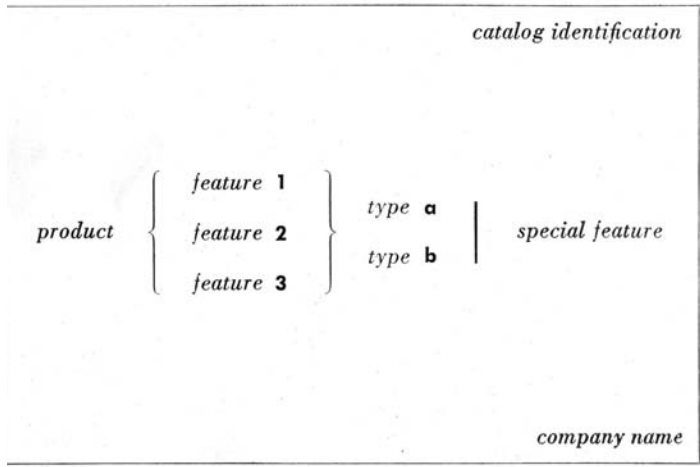 catalog identification
feature 1
type a
product feature 2 special feature
type b
feature 3
company name